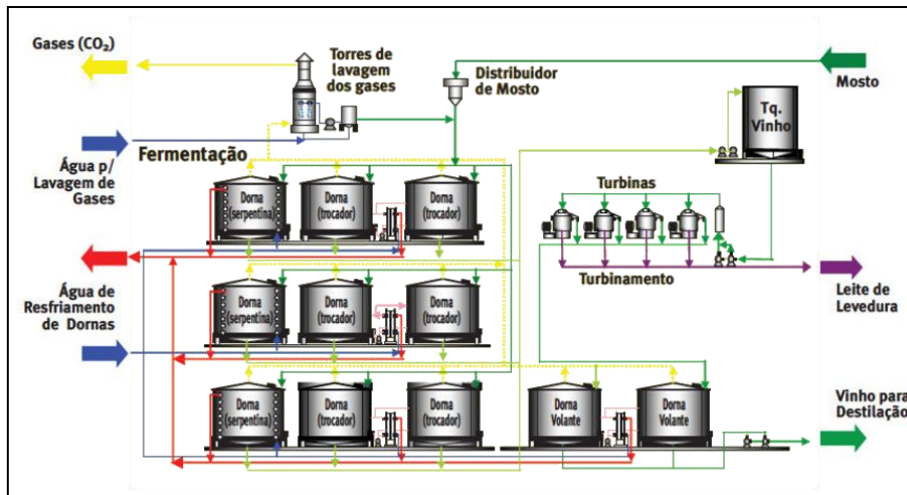 Gases (CO₂)
Torres de
lavagem
dos gases
Distribuidor
de Mosto
Mosto
Tq.
Vinho
Água p/
Lavagem de
Gases
Fermentação
Dorna
(serpentina)
Dorna
(trocador)
Dorna
(trocador)
Turbinas
Turbinamento
Leite de
Levedura
Água de
Resfriamento
de Dornas
Dorna
(serpentina)
Dorna
(trocador)
Dorna
(trocador)
Dorna
(serpentina)
Dorna
(trocador)
Dorna
(trocador)
Dorna
Volante
Dorna
Volante
Vinho para
Destilação